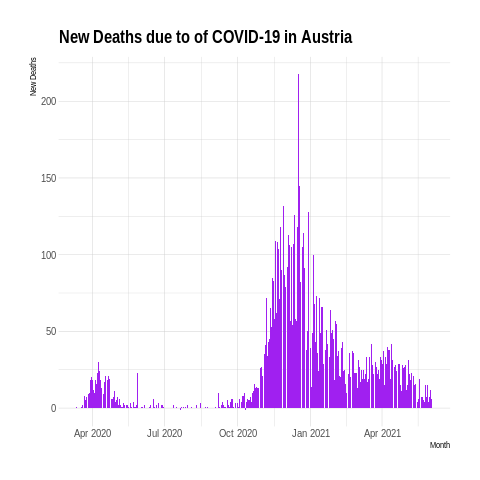 New Deaths due to of COVID-19 in Austria
New Deaths
200
150
100
50
0
Apr 2020 Jul 2020 Oct 2020 Jan 2021 Apr 2021
Month